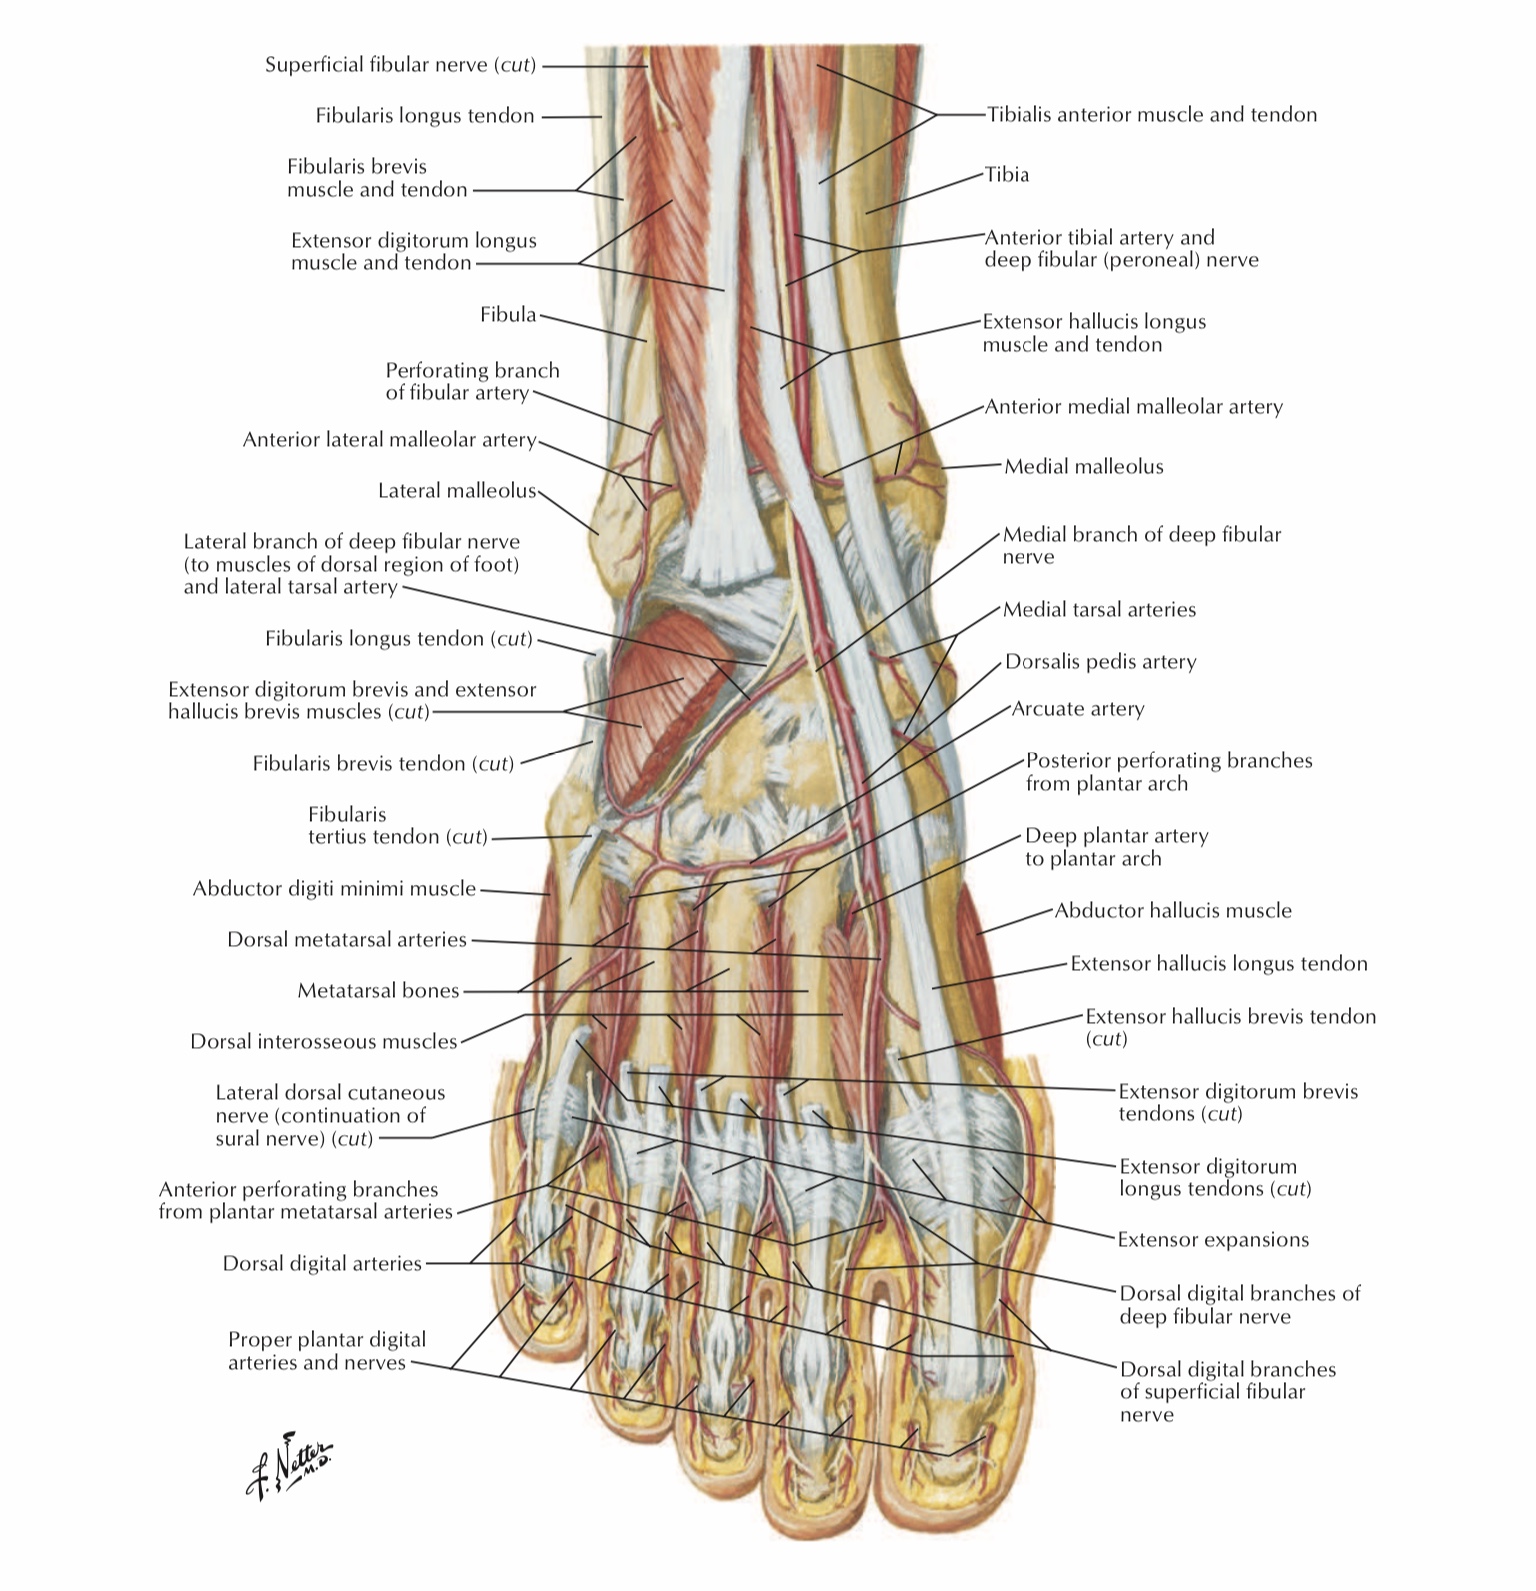 Superficial fibular nerve (cut)
Fibularis longus tendon
Fibularis brevis
muscle and tendon
Extensor digitorum longus
muscle and tendon
Fibula
Perforating branch
of fibular artery
Anterior lateral malleolar artery
Lateral malleolus
Lateral branch of deep fibular nerve
(to muscles of dorsal region of foot)
and lateral tarsal artery
Fibularis longus tendon (cut)
Extensor digitorum brevis and extensor
hallucis brevis muscles (cut)
Fibularis brevis tendon (cut)
Fibularis
tertius tendon (cut)
Abductor digiti minimi muscle
Dorsal metatarsal arteries
Metatarsal bones
Dorsal interosseous muscles
Lateral dorsal cutaneous
nerve (continuation of
sural nerve) (cut)
Anterior perforating branches
from plantar metatarsal arteries
Dorsal digital arteries
Proper plantar digital
arteries and nerves
Tibialis anterior muscle and tendon
Tibia
Anterior tibial artery and
deep fibular (peroneal) nerve
Extensor hallucis longus
muscle and tendon
Anterior medial malleolar artery
Medial malleolus
Medial branch of deep fibular
nerve
Medial tarsal arteries
Dorsalis pedis artery
Arcuate artery
Posterior perforating branches
from plantar arch
Deep plantar artery
to plantar arch
Abductor hallucis muscle
Extensor hallucis longus tendon
Extensor hallucis brevis tendon
(cut)
Extensor digitorum brevis
tendons (cut)
Extensor digitorum
longus tendons (cut)
Extensor expansions
Dorsal digital branches of
deep fibular nerve
Dorsal digital branches
of superficial fibular
nerve
F. Netter
M.D.